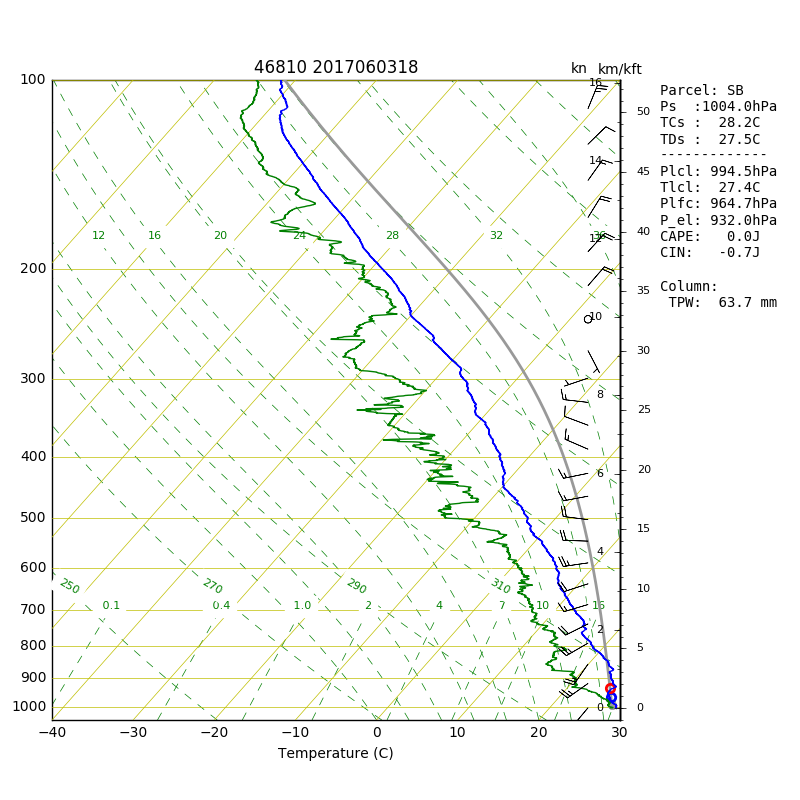 46810 2017060318
kn km/kft
Parcel: SB
Ps  :1004.0hPa
TCs :  28.2C
TDs :  27.5C
-------------
Plcl: 994.5hPa
Tlcl:  27.4C
Plfc: 964.7hPa
P_el: 932.0hPa
CAPE:   0.0J
CIN:   -0.7J
Column:
TPW:  63.7 mm
100
200
300
400
500
600
700
800
900
1000
12 16 20 24 28 32 36
250 270 290 310
0.1 0.4 1.0 2 4 7 10 16
16
14
12
10
8
6
4
2
0
50
45
40
35
30
25
20
15
10
5
0
−40 −30 −20 −10 0 10 20 30
Temperature (C)